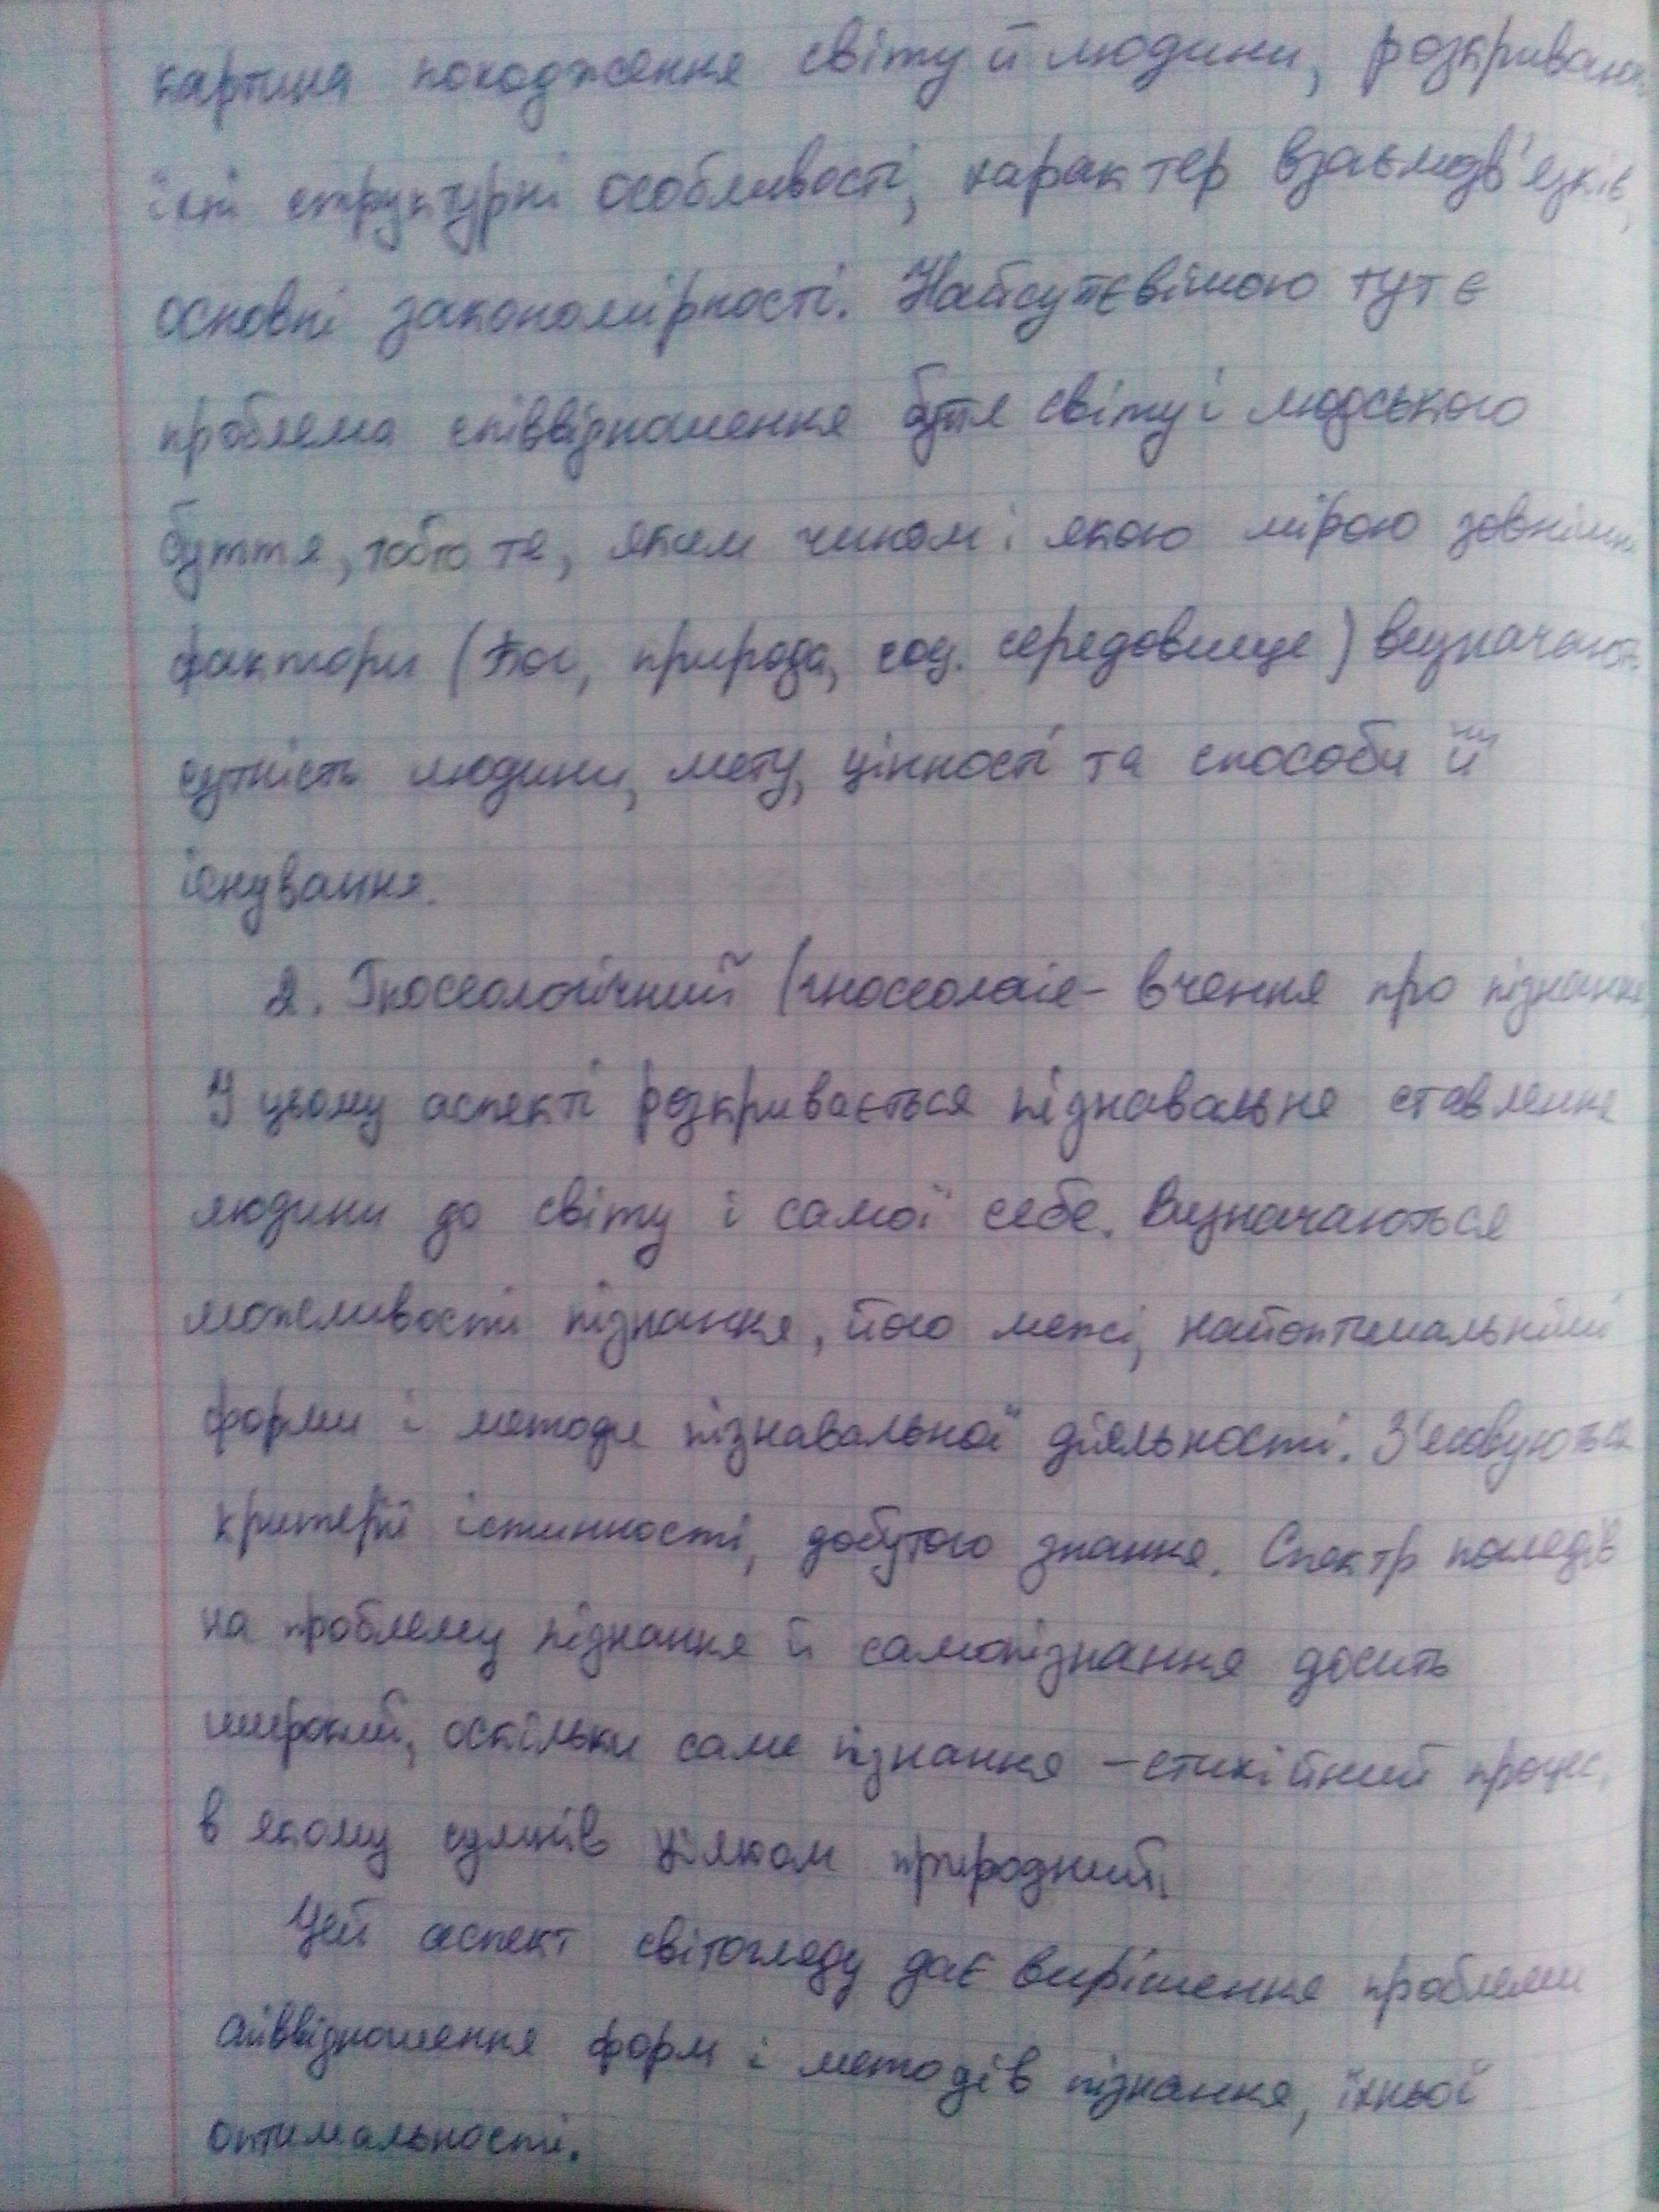 картина походження світу й людини, розкривают
їхні структурні особливості, характер взаємозв'язків,
основні закономірності. Найсуттєвішою тут є
проблема співвідношення буття світу і людського
буття, тобто те, яким чином і якою мірою зовнішні
фактори (Бог, природа, соц. середовище) визначають
сутність людини, мету, цінності та способи її
існування.
2. Гносеологічний (гносеологія - вчення про пізнання)
У цьому аспекті розкривається пізнавальне ставлення
людини до світу і самої себе. Визначаються
можливості пізнання, його межі, найоптимальніші
форми і методи пізнавальної діяльності. З'ясовуються
критерії істинності, добутого знання. Спектр поглядів
на проблему пізнання й самопізнання досить
широкий, оскільки саме пізнання - стихійний процес,
в якому сумнів цілком природний.
Цей аспект світогляду дає вирішення проблеми
співвідношення форм і методів пізнання, їхньої
оптимальності.